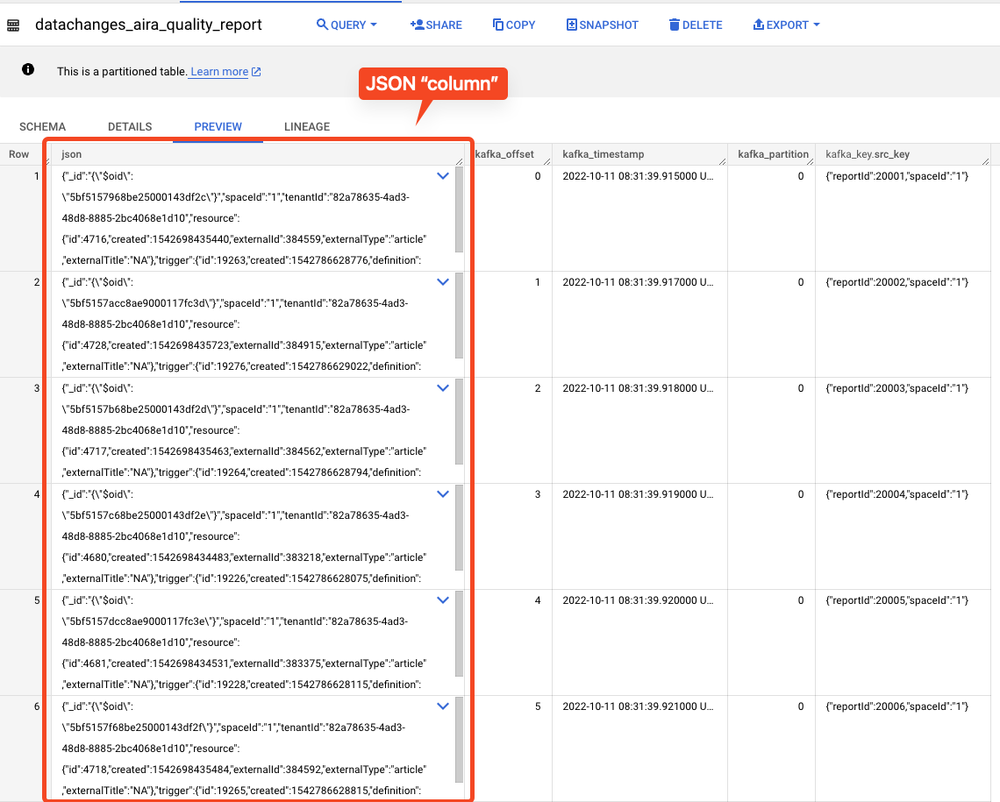 datachanges_aira_quality_report QUERY SHARE COPY SNAPSHOT DELETE EXPORT
This is a partitioned table. Learn more
JSON “column”
SCHEMA DETAILS PREVIEW LINEAGE
Row json kafka_offset kafka_timestamp kafka_partition kafka_key.src_key
1 {"_id":"{\"$oid\": 0 2022-10-11 08:31:39.915000 U... 0 {"reportId":20001,"spaceId":"1"}
\"5bf5157968be25000143df2c\"}","spaceId":"1","tenantId":"82a78635-4ad3-
48d8-8885-2bc4068e1d10","resource":
{"id":4716,"created":1542698435440,"externalId":384559,"externalType":"article"
,"externalTitle":"NA"},"trigger":{"id":19263,"created":1542786628776,"definition":
2 {"_id":"{\"$oid\": 1 2022-10-11 08:31:39.917000 U... 0 {"reportId":20002,"spaceId":"1"}
\"5bf5157acc8ae9000117fc3d\"}","spaceId":"1","tenantId":"82a78635-4ad3-
48d8-8885-2bc4068e1d10","resource":
{"id":4728,"created":1542698435723,"externalId":384915,"externalType":"article"
,"externalTitle":"NA"},"trigger":{"id":19276,"created":1542786629022,"definition":
3 {"_id":"{\"$oid\": 2 2022-10-11 08:31:39.918000 U... 0 {"reportId":20003,"spaceId":"1"}
\"5bf5157b68be25000143df2d\"}","spaceId":"1","tenantId":"82a78635-4ad3-
48d8-8885-2bc4068e1d10","resource":
{"id":4717,"created":1542698435463,"externalId":384562,"externalType":"article"
,"externalTitle":"NA"},"trigger":{"id":19264,"created":1542786628794,"definition":
4 {"_id":"{\"$oid\": 3 2022-10-11 08:31:39.919000 U... 0 {"reportId":20004,"spaceId":"1"}
\"5bf5157c68be25000143df2e\"}","spaceId":"1","tenantId":"82a78635-4ad3-
48d8-8885-2bc4068e1d10","resource":
{"id":4680,"created":1542698434483,"externalId":383218,"externalType":"article"
,"externalTitle":"NA"},"trigger":{"id":19226,"created":1542786628075,"definition":
5 {"_id":"{\"$oid\": 4 2022-10-11 08:31:39.920000 U... 0 {"reportId":20005,"spaceId":"1"}
\"5bf5157dcc8ae9000117fc3e\"}","spaceId":"1","tenantId":"82a78635-4ad3-
48d8-8885-2bc4068e1d10","resource":
{"id":4681,"created":1542698434531,"externalId":383375,"externalType":"article"
,"externalTitle":"NA"},"trigger":{"id":19228,"created":1542786628115,"definition":
6 {"_id":"{\"$oid\": 5 2022-10-11 08:31:39.921000 U... 0 {"reportId":20006,"spaceId":"1"}
\"5bf5157f68be25000143df2f\"}","spaceId":"1","tenantId":"82a78635-4ad3-
48d8-8885-2bc4068e1d10","resource":
{"id":4718,"created":1542698435484,"externalId":384592,"externalType":"article"
,"externalTitle":"NA"},"trigger":{"id":19265,"created":1542786628815,"definition":